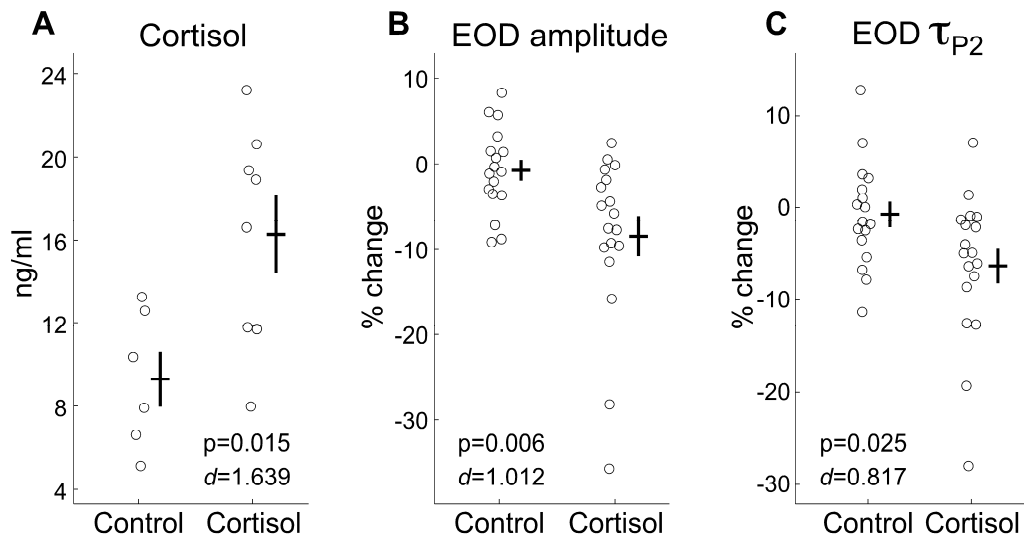 A
Cortisol
ng/ml
24
20
16
12
8
4
p=0.015
d=1.639
Control
Cortisol
B
EOD amplitude
% change
10
0
-10
-20
-30
p=0.006
d=1.012
Control
Cortisol
C
EOD τP2
% change
10
0
-10
-20
-30
p=0.025
d=0.817
Control
Cortisol